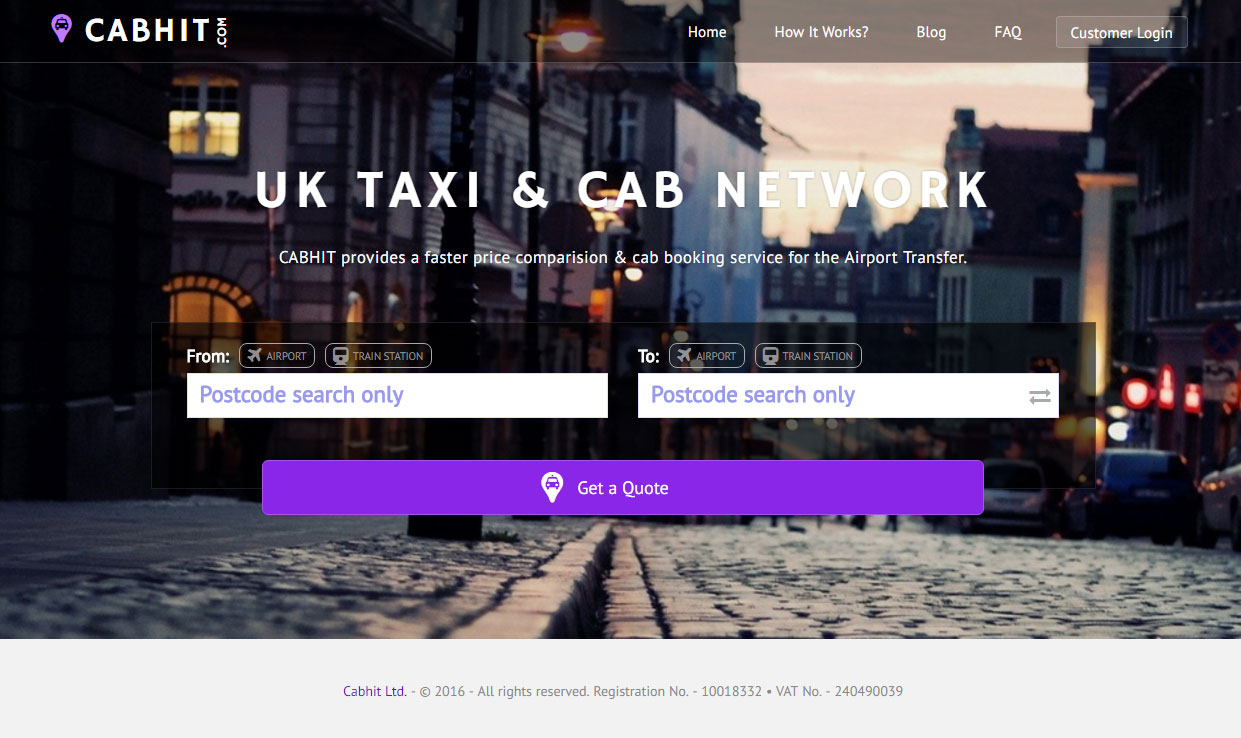 CABHIT .COM
Home How It Works? Blog FAQ Customer Login
UK TAXI & CAB NETWORK
CABHIT provides a faster price comparision & cab booking service for the Airport Transfer.
From: AIRPORT TRAIN STATION To: AIRPORT TRAIN STATION
Postcode search only Postcode search only
Get a Quote
Cabhit Ltd. - © 2016 - All rights reserved. Registration No. - 10018332 • VAT No. - 240490039